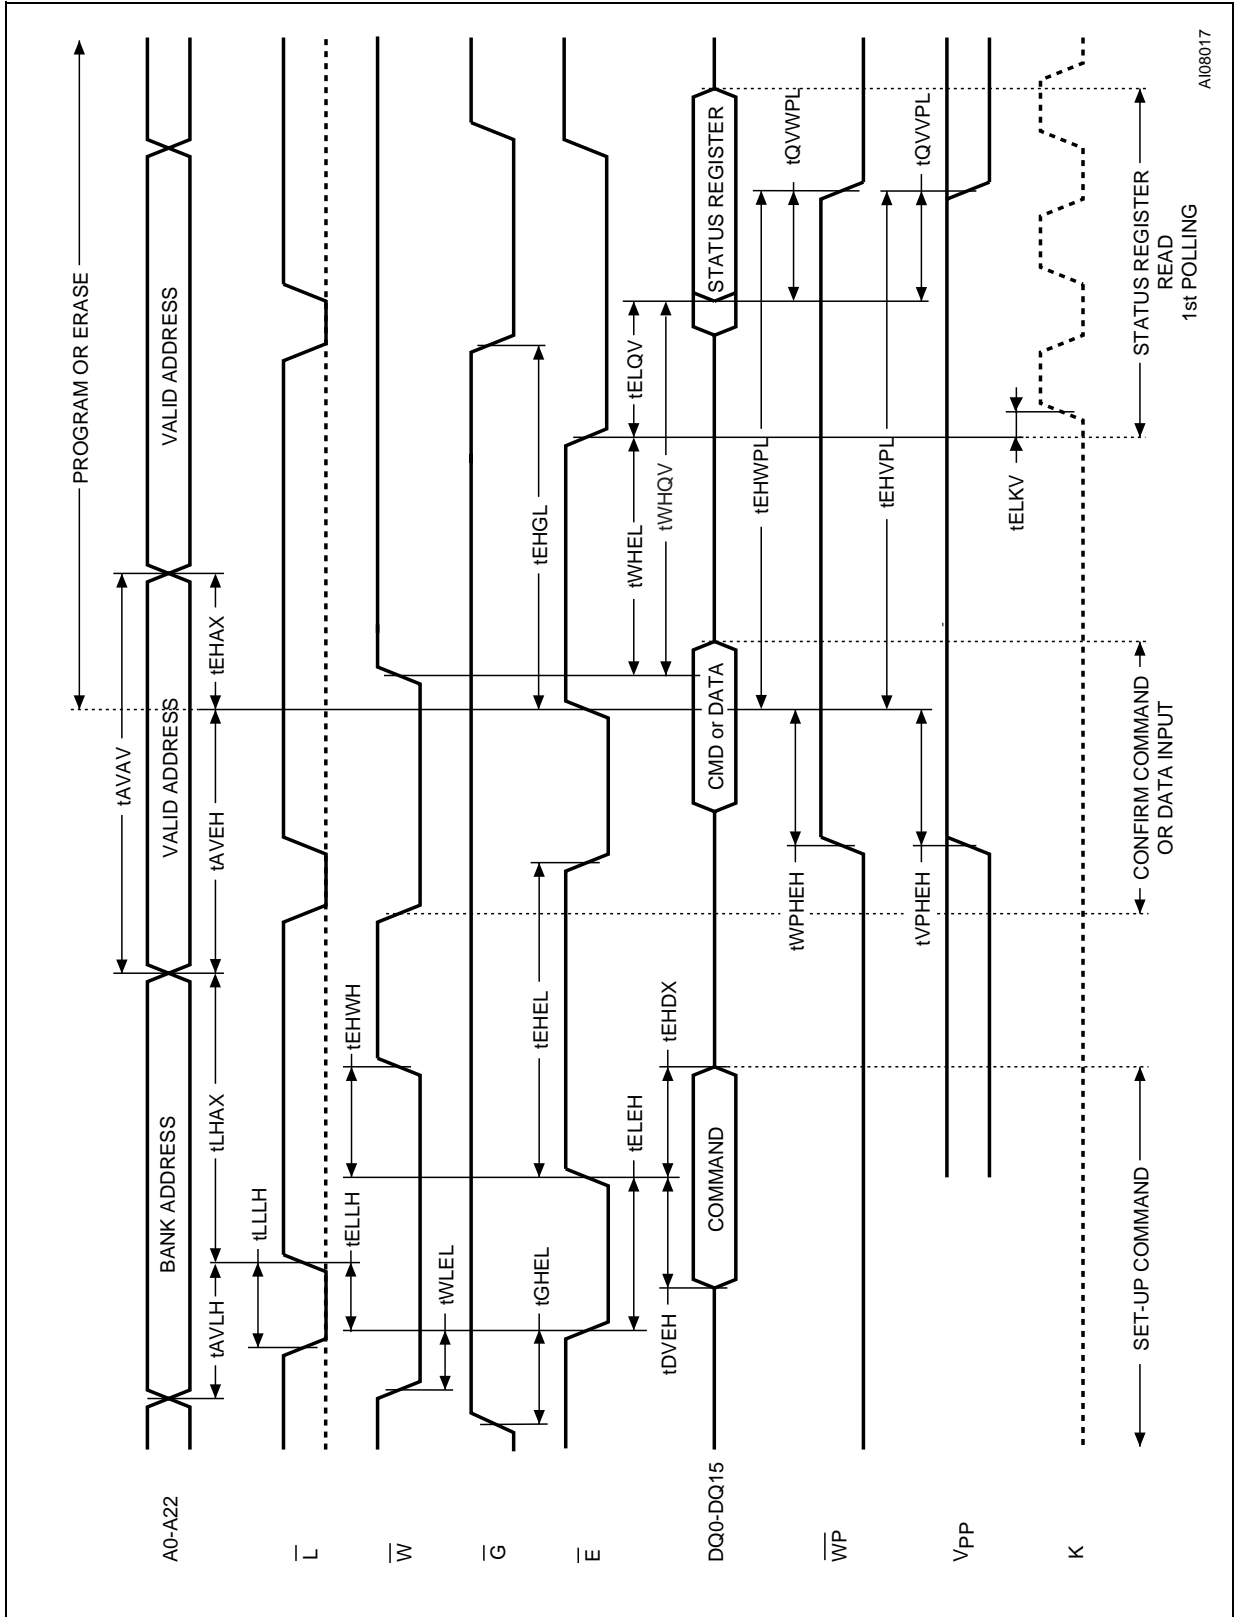 PROGRAM OR ERASE
tAVAV
A0-A22
BANK ADDRESS
VALID ADDRESS
VALID ADDRESS
tAVLH
tLHAX
tAVEH
tEHAX
tLLLH
L
tELLH
tEHWH
W
tWLEL
G
tGHEL
tEHEL
tEHGL
E
tELEH
tWHEL
tELQV
tDVEH
tEHDX
tWHQV
DQ0-DQ15
COMMAND
CMD or DATA
STATUS REGISTER
tEHWPL
tWPHEH
tQVWPL
WP
tEHVPL
tVPHEH
tQVVPL
VPP
tELKV
K
SET-UP COMMAND
CONFIRM COMMAND
OR DATA INPUT
STATUS REGISTER
READ
1st POLLING
AI08017